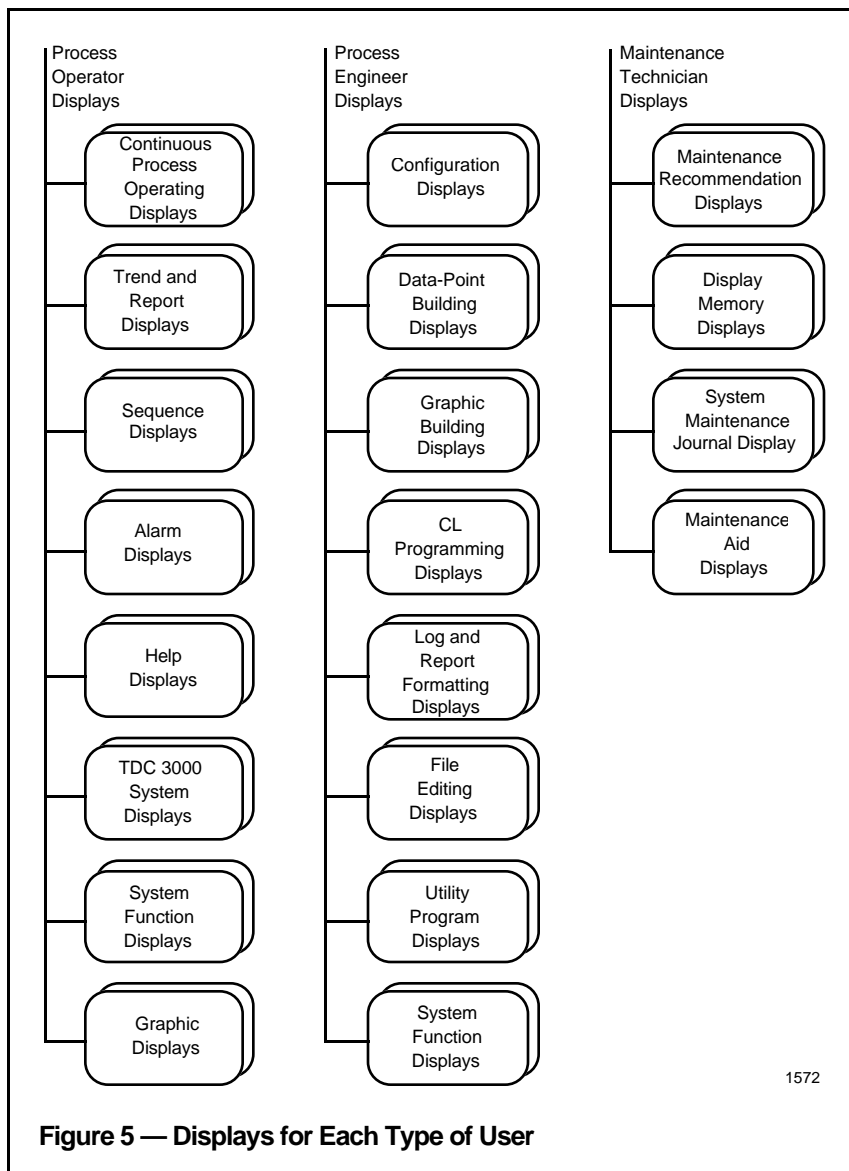 Process
Operator
Displays
Continuous
Process
Operating
Displays
Trend and
Report
Displays
Sequence
Displays
Alarm
Displays
Help
Displays
TDC 3000
System
Displays
System
Function
Displays
Graphic
Displays
Process
Engineer
Displays
Configuration
Displays
Data-Point
Building
Displays
Graphic
Building
Displays
CL
Programming
Displays
Log and
Report
Formatting
Displays
File
Editing
Displays
Utility
Program
Displays
System
Function
Displays
Maintenance
Technician
Displays
Maintenance
Recommendation
Displays
Display
Memory
Displays
System
Maintenance
Journal Display
Maintenance
Aid
Displays
1572
Figure 5 — Displays for Each Type of User